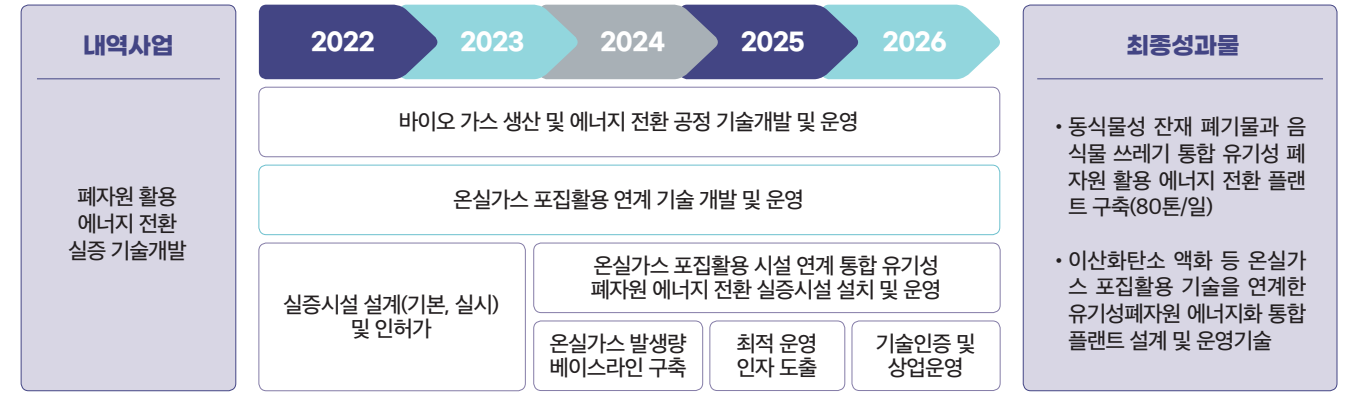 내역사업
폐자원 활용
에너지 전환
실증 기술개발
2022
2023
2024
2025
2026
바이오 가스 생산 및 에너지 전환 공정 기술개발 및 운영
온실가스 포집활용 연계 기술 개발 및 운영
실증시설 설계(기본, 실시)
및 인허가
온실가스 포집활용 시설 연계 통합 유기성
폐자원 에너지 전환 실증시설 설치 및 운영
온실가스 발생량
베이스라인 구축
최적 운영
인자 도출
기술인증 및
상업운영
최종성과물
• 동식물성 잔재 폐기물과 음
식물 쓰레기 통합 유기성 폐
자원 활용 에너지 전환 플랜
트 구축(80톤/일)
• 이산화탄소 액화 등 온실가
스 포집활용 기술을 연계한
유기성폐자원 에너지화 통합
플랜트 설계 및 운영기술